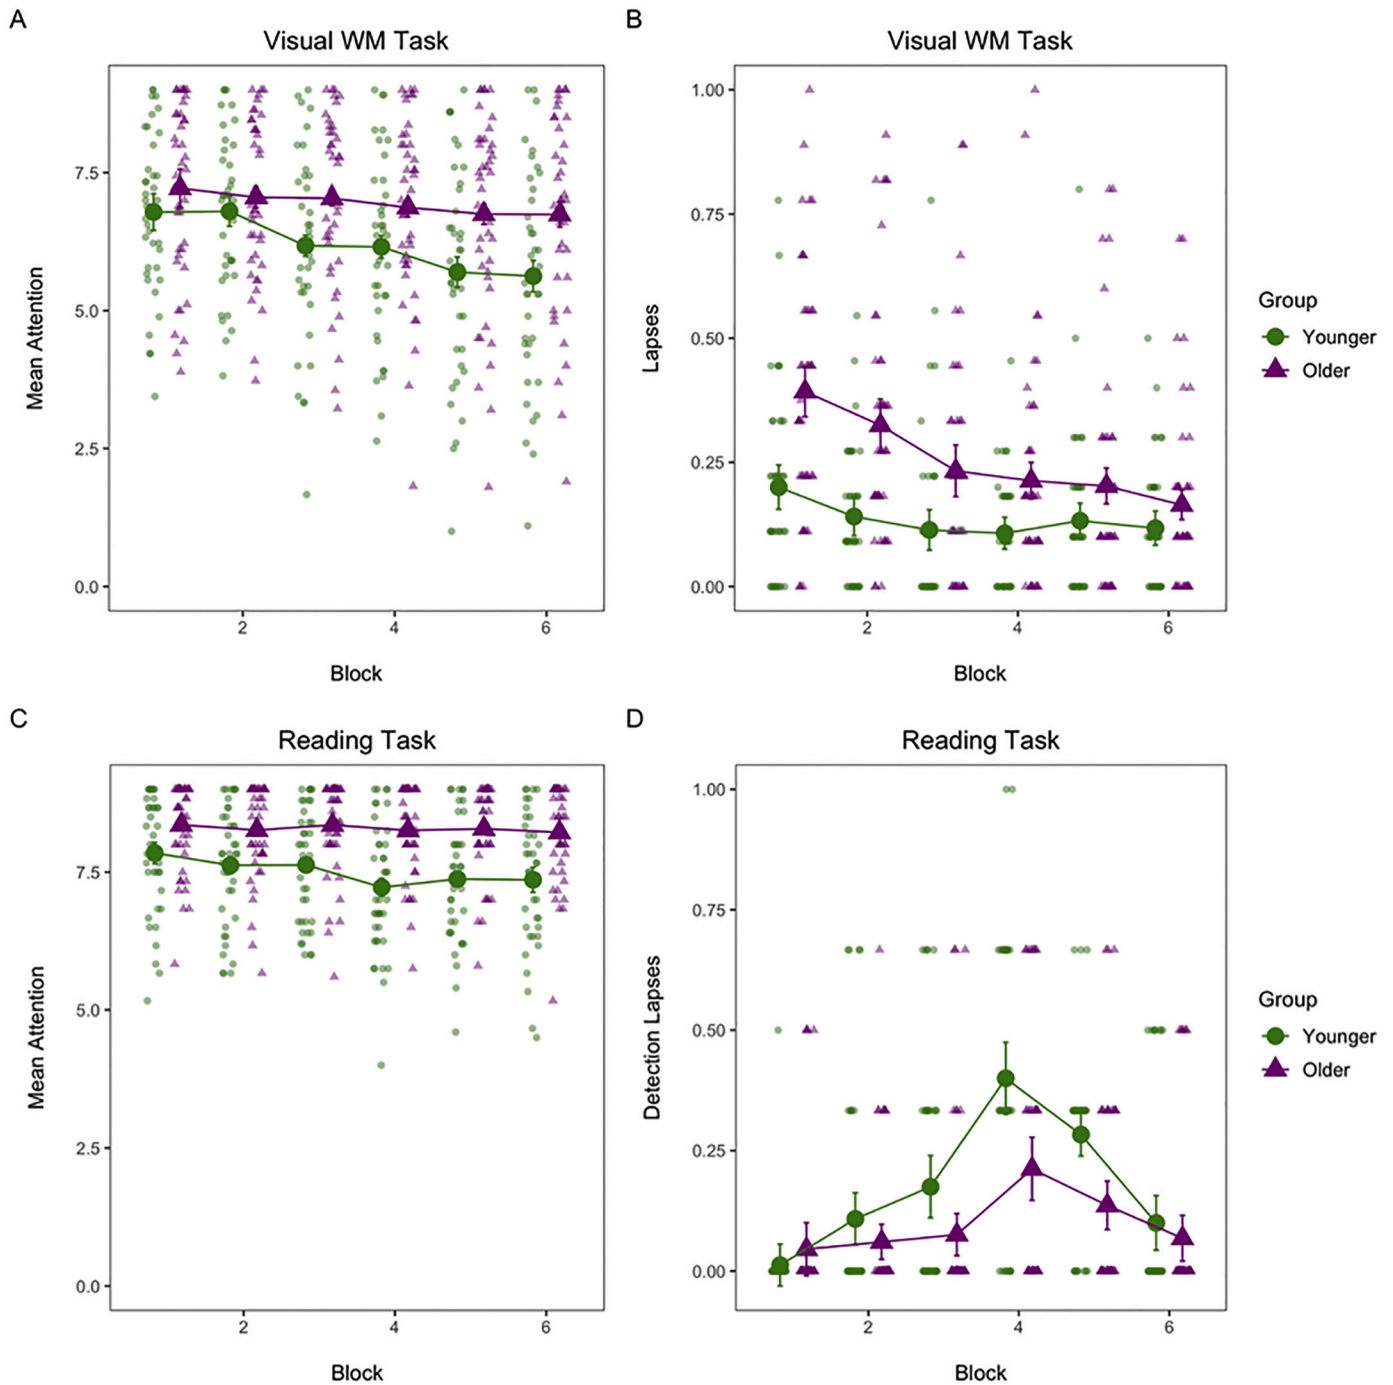 A
Visual WM Task
Mean Attention
7.5
5.0
2.5
0.0
2 4 6
Block
B
Visual WM Task
Lapses
1.00
0.75
0.50
0.25
0.00
2 4 6
Block
Group
Younger
Older
C
Reading Task
Mean Attention
7.5
5.0
2.5
0.0
2 4 6
Block
D
Reading Task
Detection Lapses
1.00
0.75
0.50
0.25
0.00
2 4 6
Block
Group
Younger
Older